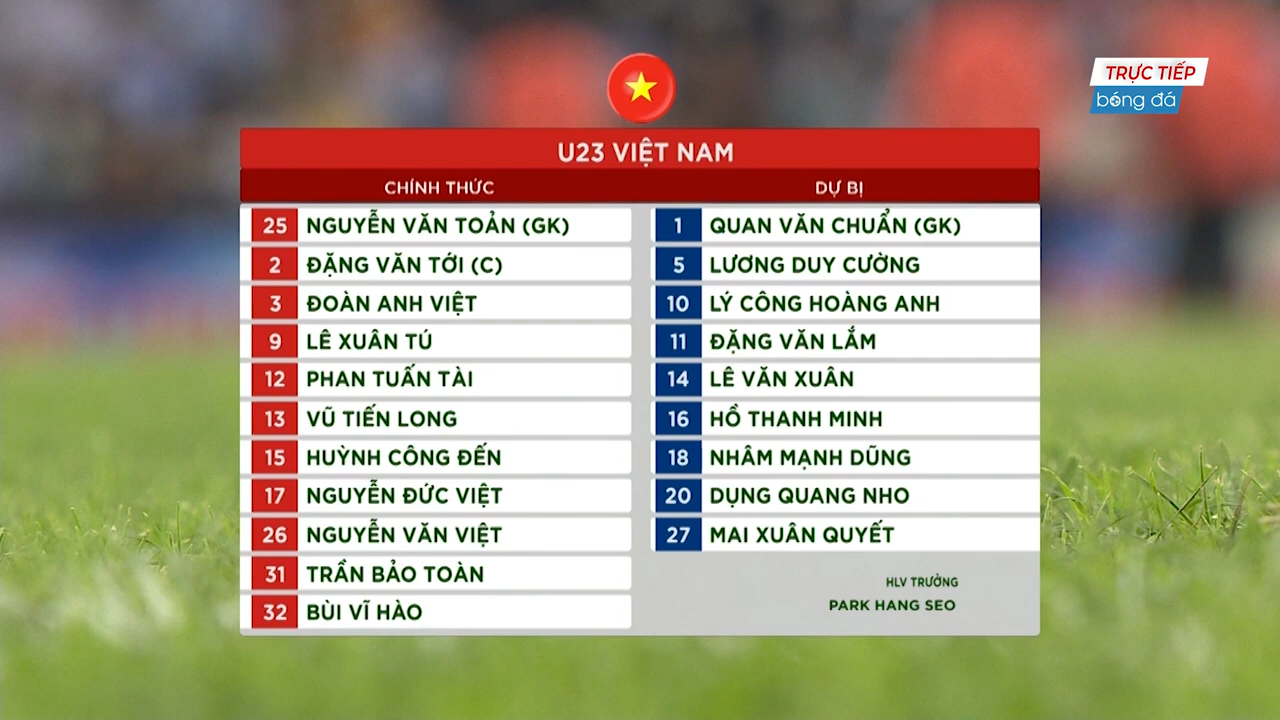 TRỰC TIẾP
bóng đá
U23 VIỆT NAM
CHÍNH THỨC
25 NGUYỄN VĂN TOẢN (GK)
2 ĐẶNG VĂN TỚI (C)
3 ĐOÀN ANH VIỆT
9 LÊ XUÂN TÚ
12 PHAN TUẤN TÀI
13 VŨ TIẾN LONG
15 HUỲNH CÔNG ĐẾN
17 NGUYỄN ĐỨC VIỆT
26 NGUYỄN VĂN VIỆT
31 TRẦN BẢO TOÀN
32 BÙI VĨ HÀO
DỰ BỊ
1 QUAN VĂN CHUẨN (GK)
5 LƯƠNG DUY CƯỜNG
10 LÝ CÔNG HOÀNG ANH
11 ĐẶNG VĂN LẮM
14 LÊ VĂN XUÂN
16 HỒ THANH MINH
18 NHÂM MẠNH DŨNG
20 DỤNG QUANG NHO
27 MAI XUÂN QUYẾT
HLV TRƯỞNG
PARK HANG SEO